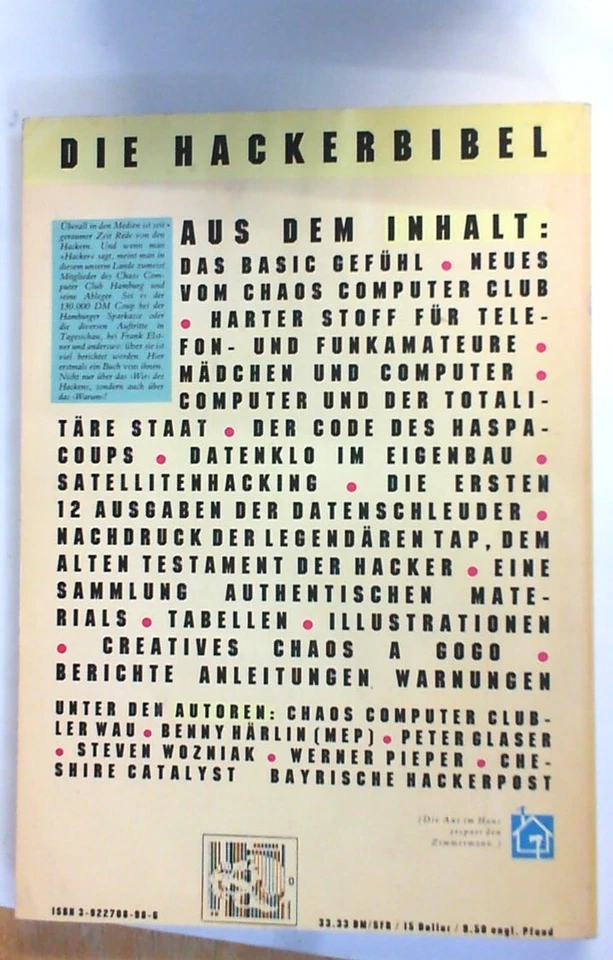 DIE HACKERBIBEL
Überall in den Medien ist seit
geraumer Zeit Rede von den
Hackern. Und wenn man
»Hacker« sagt, meint man in
diesem unseren Lande zumeist
Mitglieder des Chaos Com-
puter Club Hamburg und
seine Ableger. Sei es der
130.000 DM Coup bei der
Hamburger Sparkasse oder
die diversen Auftritte in
Tagesschau, bei Frank Elst-
ner und anderswo: über sie ist
viel berichtet worden. Hier
erstmals ein Buch von ihnen.
Nicht nur über das ›Wie‹ des
Hackens, sondern auch über
das ›Warum‹!
AUS DEM INHALT:
DAS BASIC GEFÜHL • NEUES
VOM CHAOS COMPUTER CLUB
• HARTER STOFF FÜR TELE-
FON- UND FUNKAMATEURE •
MÄDCHEN UND COMPUTER •
COMPUTER UND DER TOTALI-
TÄRE STAAT • DER CODE DES HASPA-
COUPS • DATENKLO IM EIGENBAU •
SATELLITENHACKING • DIE ERSTEN
12 AUSGABEN DER DATENSCHLEUDER •
NACHDRUCK DER LEGENDÄREN TAP, DEM
ALTEN TESTAMENT DER HACKER • EINE
SAMMLUNG AUTHENTISCHEN MATE-
RIALS • TABELLEN • ILLUSTRATIONEN
• CREATIVES CHAOS A GOGO •
BERICHTE ANLEITUNGEN WARNUNGEN
UNTER DEN AUTOREN: CHAOS COMPUTER CLUB-
LER WAU • BENNY HÄRLIN (MEP) • PETER GLASER
• STEVEN WOZNIAK • WERNER PIEPER • CHE-
SHIRE CATALYST BAYRISCHE HACKERPOST
(Die Axt im Haus
erspart den
Zimmermann.)
ISBN 3-922708-98-6
33.33 DM/SFR / 15 Dollar / 9.50 engl. Pfund